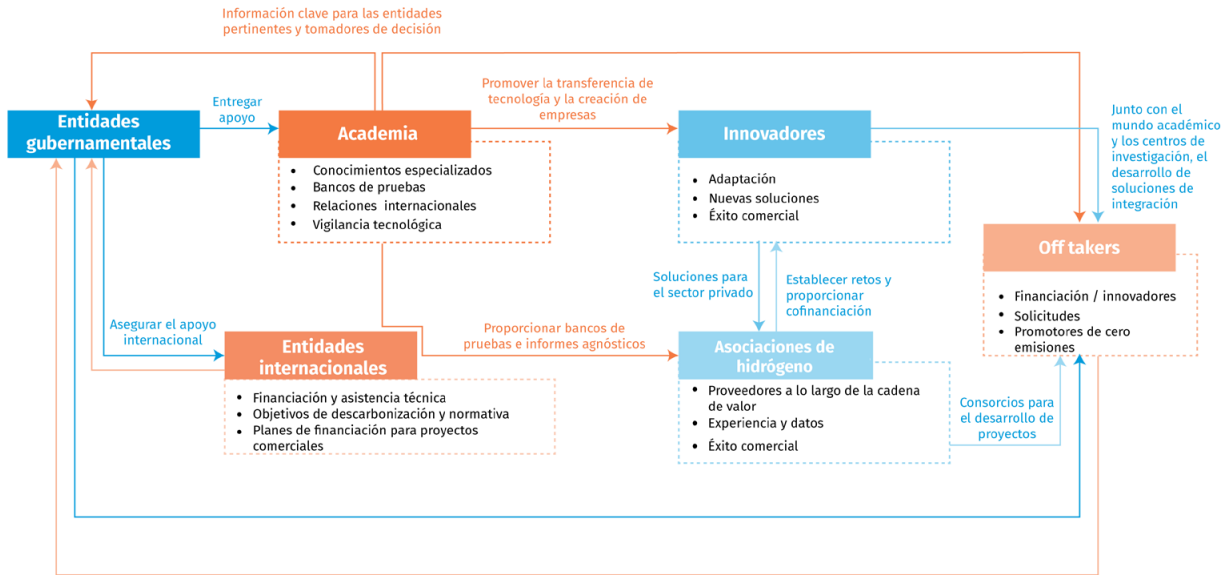 Información clave para las entidades
pertinentes y tomadores de decisión
Entidades
gubernamentales
Entregar
apoyo
Academia
• Conocimientos especializados
• Bancos de pruebas
• Relaciones internacionales
• Vigilancia tecnológica
Promover la transferencia de
tecnología y la creación de
empresas
Innovadores
• Adaptación
• Nuevas soluciones
• Éxito comercial
Junto con el
mundo académico
y los centros de
investigación, el
desarrollo de
soluciones de
integración
Off takers
• Financiación / innovadores
• Solicitudes
• Promotores de cero
emisiones
Soluciones para
el sector privado
Establecer retos y
proporcionar
cofinanciación
Asegurar el apoyo
internacional
Entidades
internacionales
• Financiación y asistencia técnica
• Objetivos de descarbonización y normativa
• Planes de financiación para proyectos
comerciales
Proporcionar bancos de
pruebas e informes agnósticos
Asociaciones de
hidrógeno
• Proveedores a lo largo de la cadena
de valor
• Experiencia y datos
• Éxito comercial
Consorcios para
el desarrollo de
proyectos